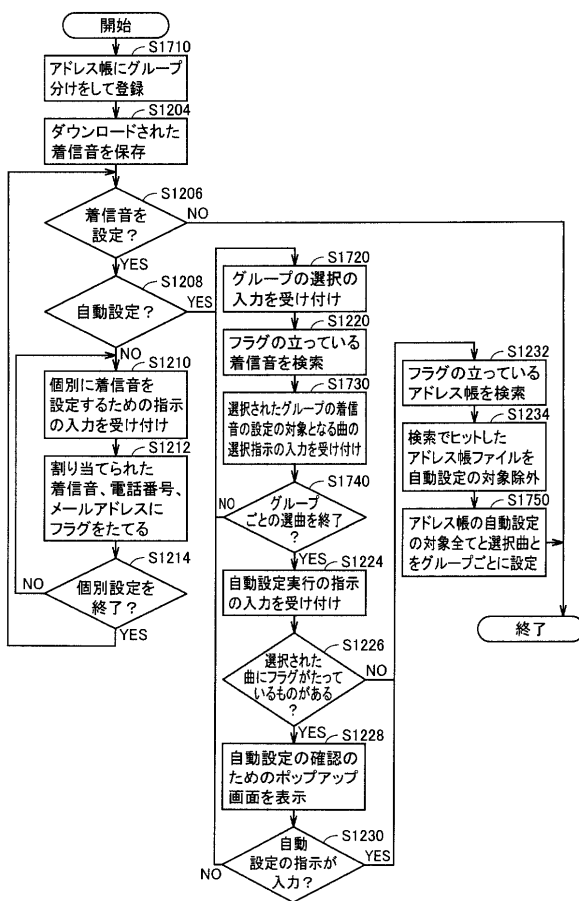 開始
S1710
アドレス帳にグループ
分けをして登録
S1204
ダウンロードされた
着信音を保存
S1206
着信音を
設定？
NO
YES
S1208
自動設定？
YES
NO
S1210
個別に着信音を
設定するための指示
の入力を受け付け
S1212
割り当てられた
着信音、電話番号、
メールアドレスに
フラグをたてる
S1214
個別設定を
終了？
NO
YES
S1720
グループの選択の
入力を受け付け
S1220
フラグの立っている
着信音を検索
S1730
選択されたグループの着信
音の設定の対象となる曲の
選択指示の入力を受け付け
S1740
グループ
ごとの選曲を終了
？
NO
YES
S1224
自動設定実行の指示
の入力を受け付け
S1226
選択された
曲にフラグがたって
いるものがある
？
NO
YES
S1228
自動設定の確認の
ためのポップアップ
画面を表示
S1230
自動
設定の指示が
入力？
NO
YES
S1232
フラグの立っている
アドレス帳を検索
S1234
検索でヒットした
アドレス帳ファイルを
自動設定の対象除外
S1750
アドレス帳の自動設定
の対象全てと選択曲と
をグループごとに設定
終了